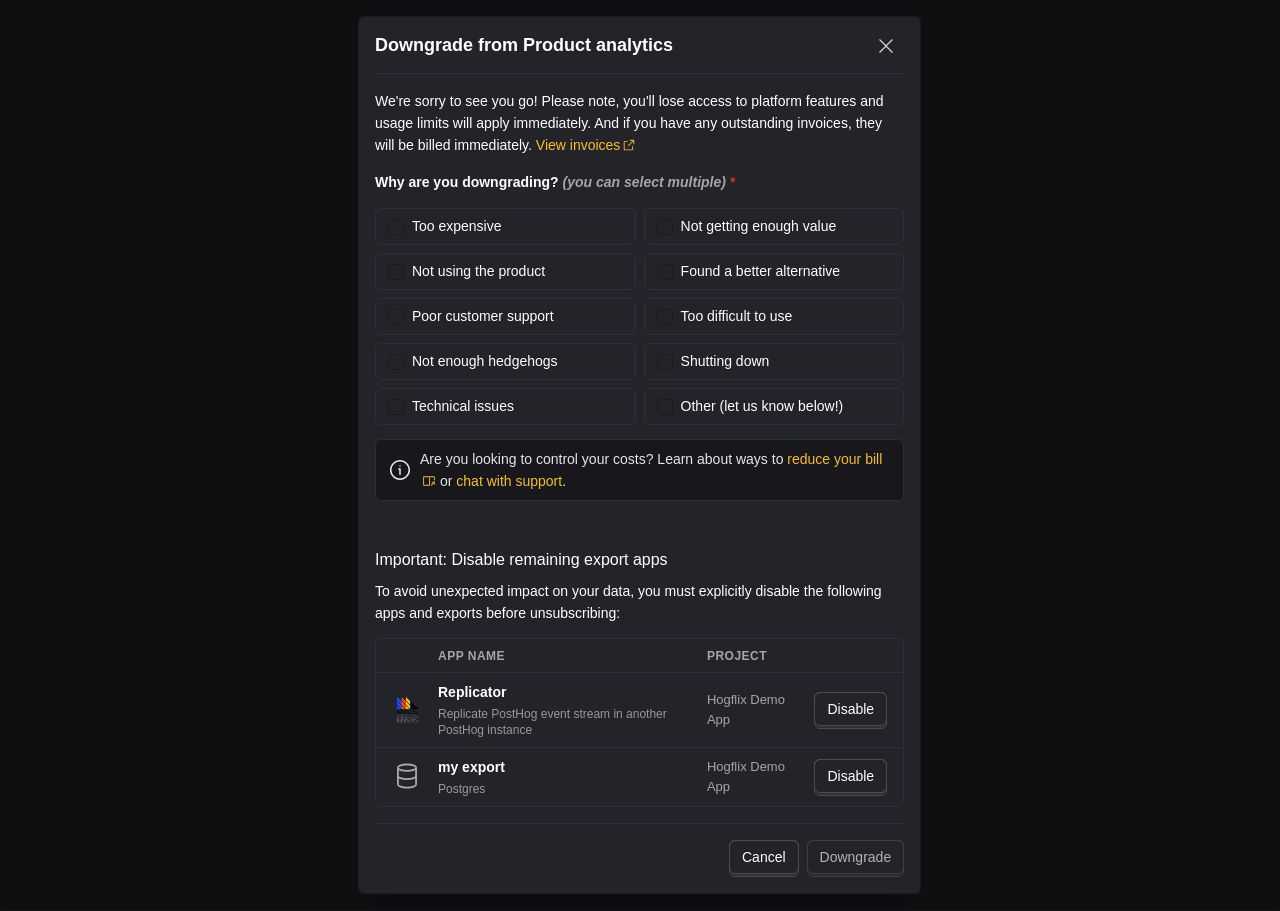 Downgrade from Product analytics
We're sorry to see you go! Please note, you'll lose access to platform features and
usage limits will apply immediately. And if you have any outstanding invoices, they
will be billed immediately. View invoices
Why are you downgrading? (you can select multiple) *
Too expensive
Not getting enough value
Not using the product
Found a better alternative
Poor customer support
Too difficult to use
Not enough hedgehogs
Shutting down
Technical issues
Other (let us know below!)
Are you looking to control your costs? Learn about ways to reduce your bill
or chat with support.
Important: Disable remaining export apps
To avoid unexpected impact on your data, you must explicitly disable the following
apps and exports before unsubscribing:
APP NAME
PROJECT
Replicator
Replicate PostHog event stream in another
PostHog instance
Hogflix Demo
App
Disable
my export
Postgres
Hogflix Demo
App
Disable
Cancel
Downgrade